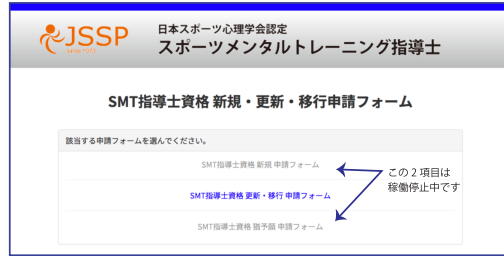 JSSP
since 1973
日本スポーツ心理学会認定
スポーツメンタルトレーニング指導士
SMT指導士資格 新規・更新・移行申請フォーム
該当する申請フォームを選んでください。
SMT指導士資格 新規 申請フォーム
SMT指導士資格 更新・移行 申請フォーム
SMT指導士資格 猶予願 申請フォーム
この2項目は
稼働停止中です